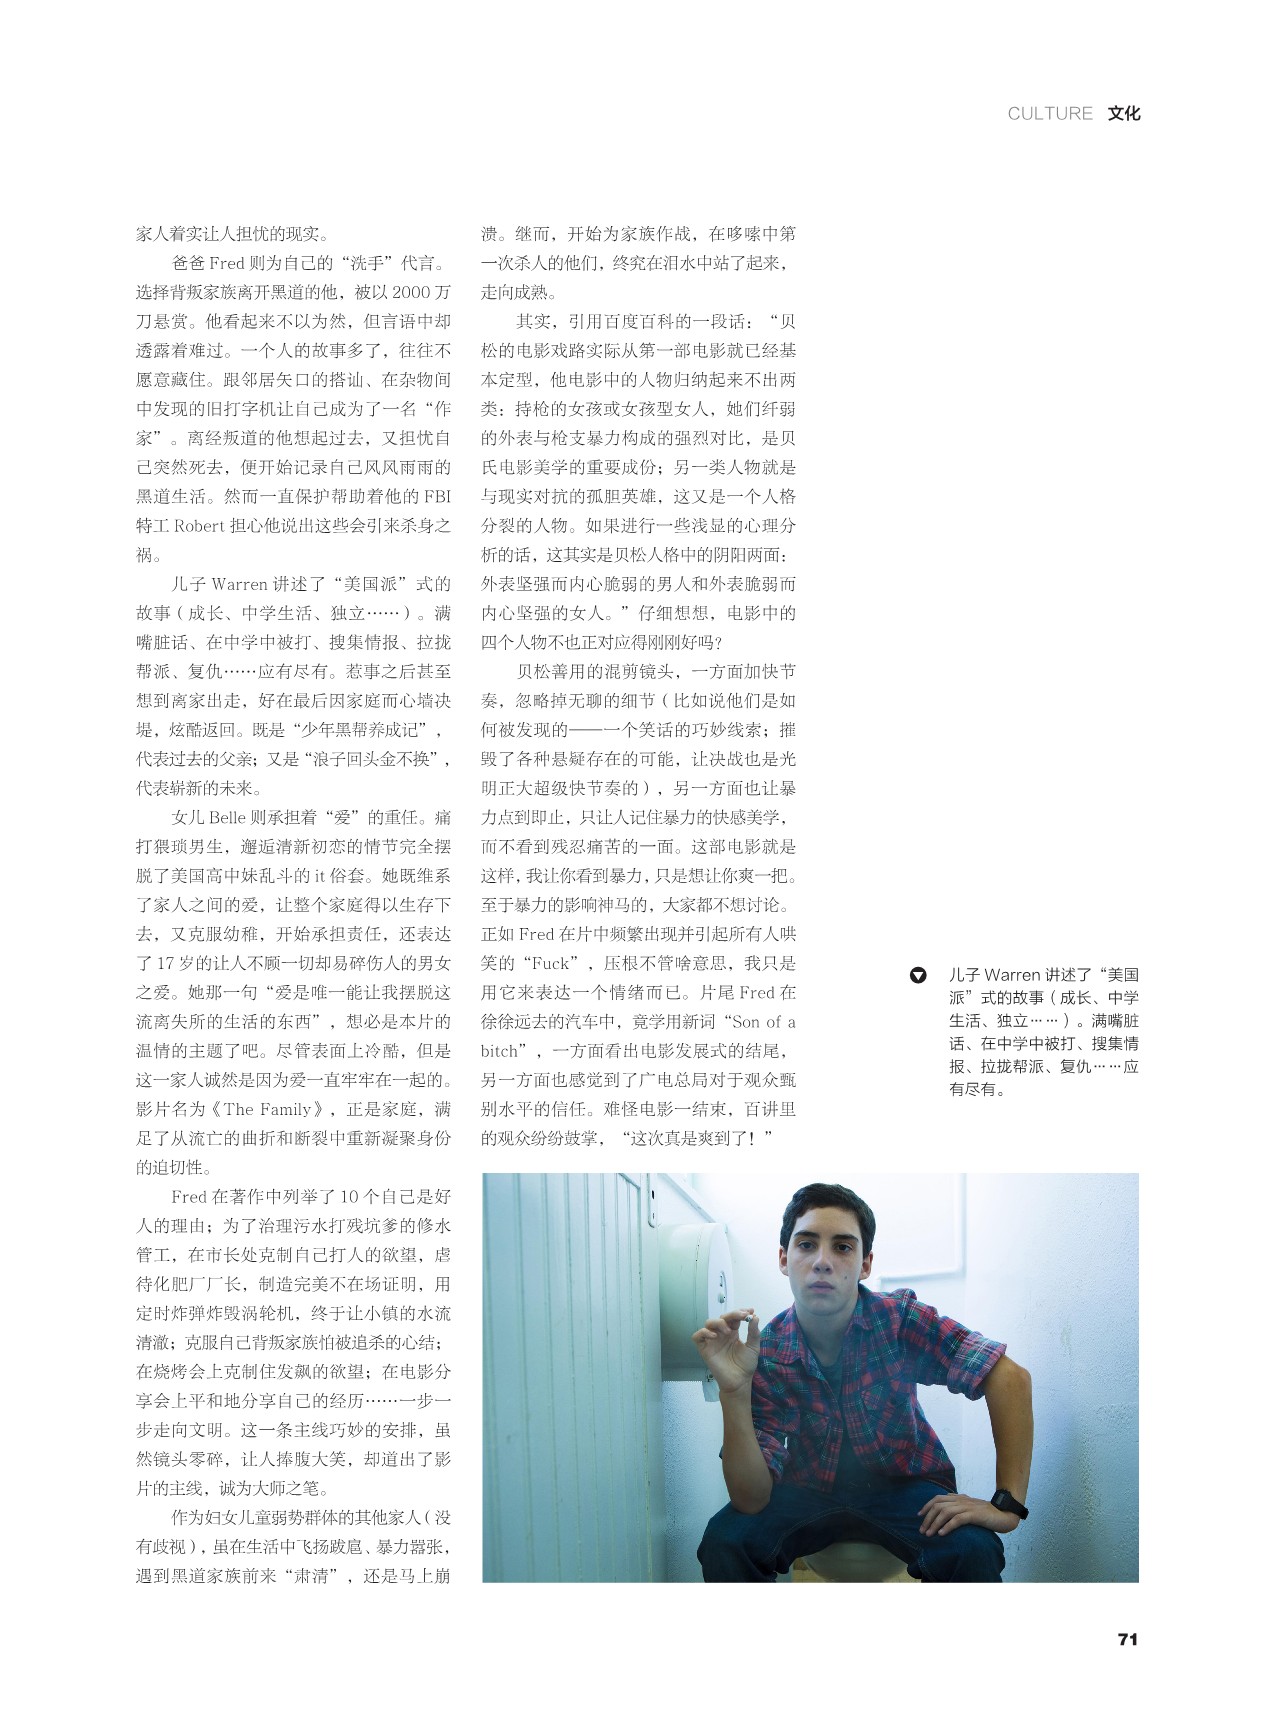 CULTURE 文化
家人着实让人担忧的现实。
爸爸 Fred 则为自己的“洗手”代言。
选择背叛家族离开黑道的他，被以 2000 万
刀悬赏。他看起来不以为然，但言语中却
透露着难过。一个人的故事多了，往往不
愿意藏住。跟邻居矢口的搭讪、在杂物间
中发现的旧打字机让自己成为了一名“作
家”。离经叛道的他想起过去，又担忧自
己突然死去，便开始记录自己风风雨雨的
黑道生活。然而一直保护帮助着他的 FBI
特工 Robert 担心他说出这些会引来杀身之
祸。
儿子 Warren 讲述了“美国派”式的
故事（成长、中学生活、独立……）。满
嘴脏话、在中学中被打、搜集情报、拉拢
帮派、复仇……应有尽有。惹事之后甚至
想到离家出走，好在最后因家庭而心墙决
堤，炫酷返回。既是“少年黑帮养成记”，
代表过去的父亲；又是“浪子回头金不换”，
代表崭新的未来。
女儿 Belle 则承担着“爱”的重任。痛
打猥琐男生，邂逅清新初恋的情节完全摆
脱了美国高中妹乱斗的 it 俗套。她既维系
了家人之间的爱，让整个家庭得以生存下
去，又克服幼稚，开始承担责任，还表达
了 17 岁的让人不顾一切却易碎伤人的男女
之爱。她那一句“爱是唯一能让我摆脱这
流离失所的生活的东西”，想必是本片的
温情的主题了吧。尽管表面上冷酷，但是
这一家人诚然是因为爱一直牢牢在一起的。
影片名为《The Family》，正是家庭，满
足了从流亡的曲折和断裂中重新凝聚身份
的迫切性。
Fred 在著作中列举了 10 个自己是好
人的理由；为了治理污水打残坑爹的修水
管工，在市长处克制自己打人的欲望，虐
待化肥厂厂长，制造完美不在场证明，用
定时炸弹炸毁涡轮机，终于让小镇的水流
清澈；克服自己背叛家族怕被追杀的心结；
在烧烤会上克制住发飙的欲望；在电影分
享会上平和地分享自己的经历……一步一
步走向文明。这一条主线巧妙的安排，虽
然镜头零碎，让人捧腹大笑，却道出了影
片的主线，诚为大师之笔。
作为妇女儿童弱势群体的其他家人（没
有歧视），虽在生活中飞扬跋扈、暴力嚣张，
遇到黑道家族前来“肃清”，还是马上崩
溃。继而，开始为家族作战，在哆嗦中第
一次杀人的他们，终究在泪水中站了起来，
走向成熟。
其实，引用百度百科的一段话：“贝
松的电影戏路实际从第一部电影就已经基
本定型，他电影中的人物归纳起来不出两
类：持枪的女孩或女孩型女人，她们纤弱
的外表与枪支暴力构成的强烈对比，是贝
氏电影美学的重要成份；另一类人物就是
与现实对抗的孤胆英雄，这又是一个人格
分裂的人物。如果进行一些浅显的心理分
析的话，这其实是贝松人格中的阴阳两面：
外表坚强而内心脆弱的男人和外表脆弱而
内心坚强的女人。”仔细想想，电影中的
四个人物不也正对应得刚刚好吗？
贝松善用的混剪镜头，一方面加快节
奏，忽略掉无聊的细节（比如说他们是如
何被发现的——一个笑话的巧妙线索；摧
毁了各种悬疑存在的可能，让决战也是光
明正大超级快节奏的），另一方面也让暴
力点到即止，只让人记住暴力的快感美学，
而不看到残忍痛苦的一面。这部电影就是
这样，我让你看到暴力，只是想让你爽一把。
至于暴力的影响神马的，大家都不想讨论。
正如 Fred 在片中频繁出现并引起所有人哄
笑的“Fuck”，压根不管啥意思，我只是
用它来表达一个情绪而已。片尾 Fred 在
徐徐远去的汽车中，竟学用新词“Son of a
bitch”，一方面看出电影发展式的结尾，
另一方面也感觉到了广电总局对于观众甄
别水平的信任。难怪电影一结束，百讲里
的观众纷纷鼓掌，“这次真是爽到了！”
儿子 Warren 讲述了“美国
派”式的故事（成长、中学
生活、独立……）。满嘴脏
话、在中学中被打、搜集情
报、拉拢帮派、复仇……应
有尽有。
71